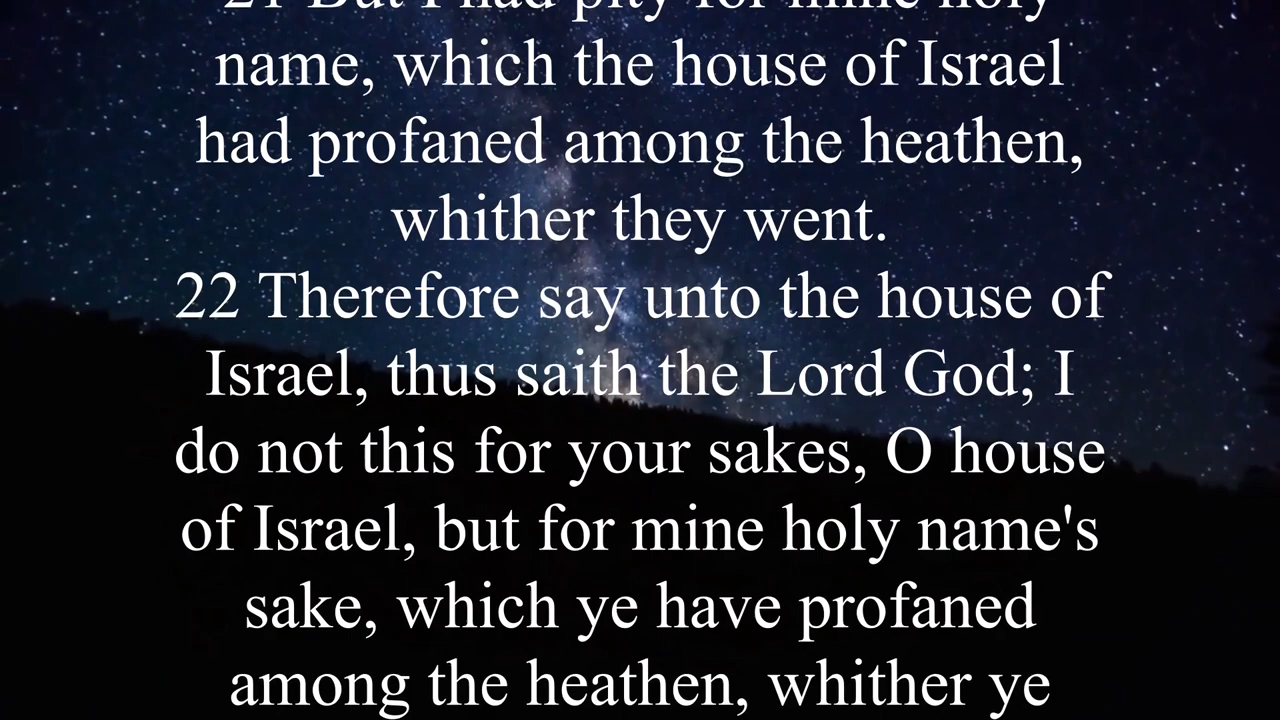 21 But I had pity for mine holy
name, which the house of Israel
had profaned among the heathen,
whither they went.
22 Therefore say unto the house of
Israel, thus saith the Lord God; I
do not this for your sakes, O house
of Israel, but for mine holy name's
sake, which ye have profaned
among the heathen, whither ye